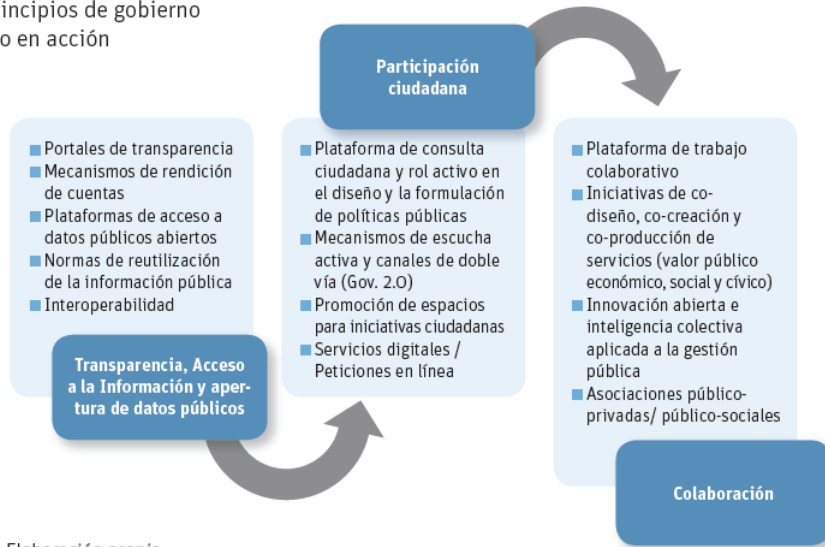 incipios de gobierno
o en acción
Portales de transparencia
Mecanismos de rendición
de cuentas
Plataformas de acceso a
datos públicos abiertos
Normas de reutilización
de la información pública
Interoperabilidad
Transparencia, Acceso
a la Información y aper-
tura de datos públicos
Participación
ciudadana
Plataforma de consulta
ciudadana y rol activo en
el diseño y la formulación
de políticas públicas
Mecanismos de escucha
activa y canales de doble
vía (Gov. 2.0)
Promoción de espacios
para iniciativas ciudadanas
Servicios digitales /
Peticiones en línea
Plataforma de trabajo
colaborativo
Iniciativas de co-
diseño, co-creación y
co-producción de
servicios (valor público
económico, social y cívico)
Innovación abierta e
inteligencia colectiva
aplicada a la gestión
pública
Asociaciones público-
privadas/ público-sociales
Colaboración
Elaboración propia